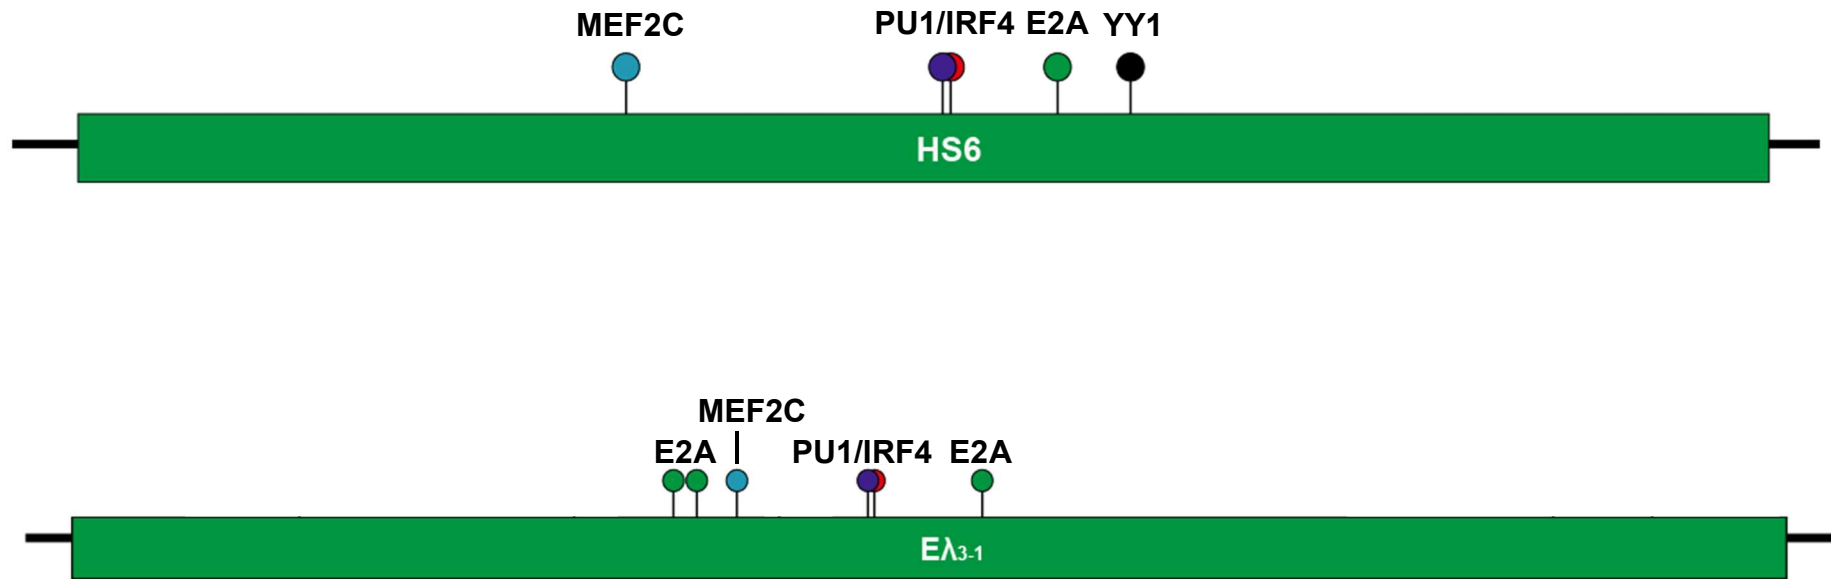 MEF2C PU1/IRF4 E2A YY1
HS6
MEF2C
E2A PU1/IRF4 E2A
Eλ3-1